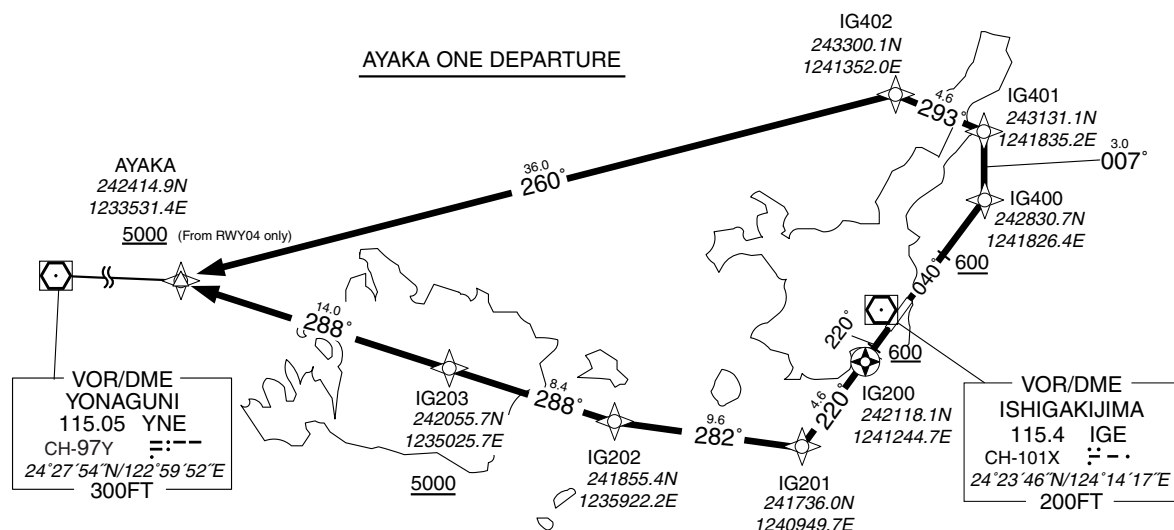 AYAKA ONE DEPARTURE
IG402
243300.1N
1241352.0E
4.6
293°
IG401
243131.1N
1241835.2E
3.0
007°
36.0
260°
AYAKA
242414.9N
1233531.4E
5000 (From RWY04 only)
IG400
242830.7N
1241826.4E
600
040°
220°
600
14.0
288°
IG203
242055.7N
1235025.7E
5000
8.4
288°
IG202
241855.4N
1235922.2E
9.6
282°
IG201
241736.0N
1240949.7E
4.6
220°
IG200
242118.1N
1241244.7E
VOR/DME
YONAGUNI
115.05 YNE
CH-97Y
24°27´54˝N/122°59´52˝E
300FT
VOR/DME
ISHIGAKIJIMA
115.4 IGE
CH-101X
24°23´46˝N/124°14´17˝E
200FT